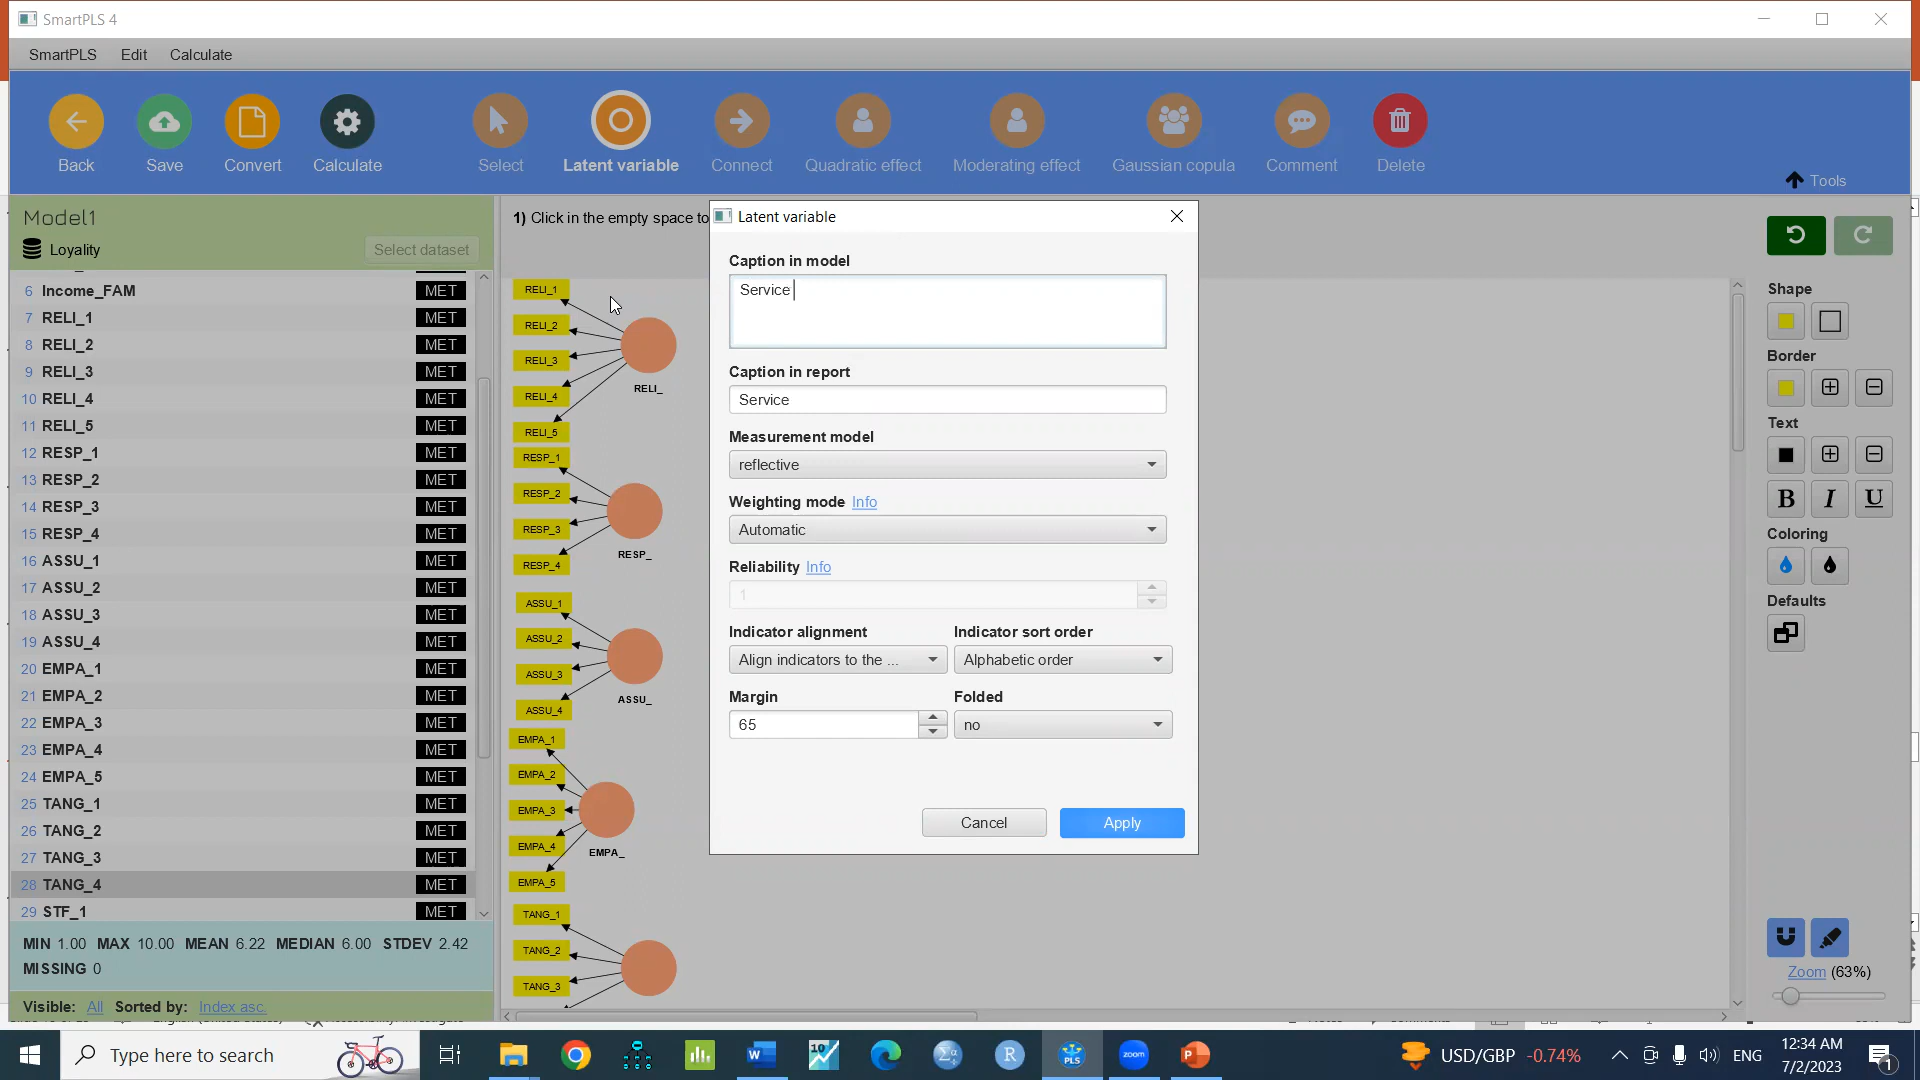 SmartPLS 4
SmartPLS Edit Calculate
Back Save Convert Calculate Select Latent variable Connect Quadratic effect Moderating effect Gaussian copula Comment Delete
Tools
Model1
Loyality Select dataset
6 Income_FAM MET
7 RELI_1 MET
8 RELI_2 MET
9 RELI_3 MET
10 RELI_4 MET
11 RELI_5 MET
12 RESP_1 MET
13 RESP_2 MET
14 RESP_3 MET
15 RESP_4 MET
16 ASSU_1 MET
17 ASSU_2 MET
18 ASSU_3 MET
19 ASSU_4 MET
20 EMPA_1 MET
21 EMPA_2 MET
22 EMPA_3 MET
23 EMPA_4 MET
24 EMPA_5 MET
25 TANG_1 MET
26 TANG_2 MET
27 TANG_3 MET
28 TANG_4 MET
29 STF_1 MET
MIN 1.00 MAX 10.00 MEAN 6.22 MEDIAN 6.00 STDEV 2.42
MISSING 0
Visible: All Sorted by: Index asc.
1) Click in the empty space to
RELI_1
RELI_2
RELI_3
RELI_4
RELI_5
RELI_
RESP_1
RESP_2
RESP_3
RESP_4
RESP_
ASSU_1
ASSU_2
ASSU_3
ASSU_4
ASSU_
EMPA_1
EMPA_2
EMPA_3
EMPA_4
EMPA_5
EMPA_
TANG_1
TANG_2
TANG_3
Latent variable
Caption in model
Service
Caption in report
Service
Measurement model
reflective
Weighting mode Info
Automatic
Reliability Info
1
Indicator alignment Indicator sort order
Align indicators to the ... Alphabetic order
Margin Folded
65 no
Cancel Apply
Shape
Border
Text
B I U
Coloring
Defaults
Zoom (63%)
Type here to search
USD/GBP -0.74%
ENG
12:34 AM
7/2/2023
1